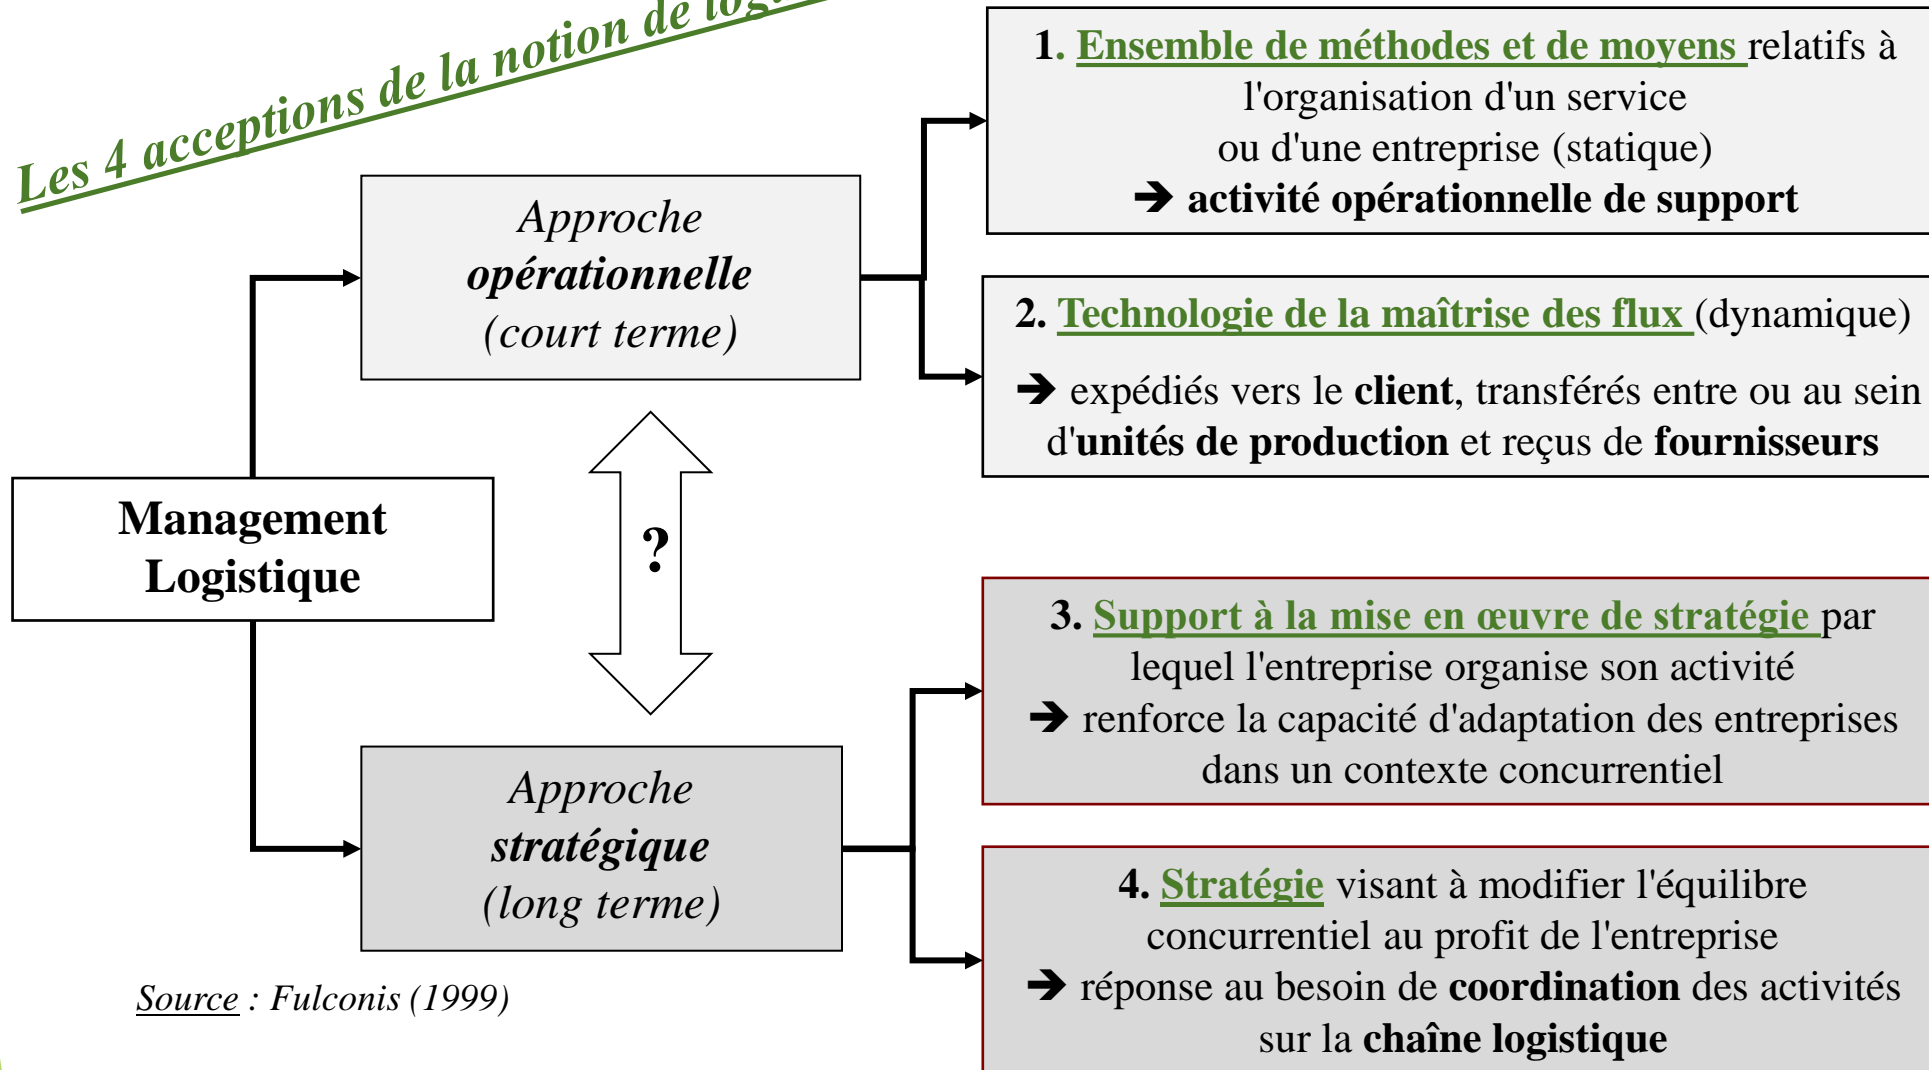 Les 4 acceptions de la notion de
1. Ensemble de méthodes et de moyens relatifs à
l'organisation d'un service
ou d'une entreprise (statique)
➔ activité opérationnelle de support
Approche
opérationnelle
(court terme)
2. Technologie de la maîtrise des flux (dynamique)
➔ expédiés vers le client, transférés entre ou au sein
d'unités de production et reçus de fournisseurs
Management
Logistique
?
3. Support à la mise en œuvre de stratégie par
lequel l'entreprise organise son activité
➔ renforce la capacité d'adaptation des entreprises
dans un contexte concurrentiel
Approche
stratégique
(long terme)
4. Stratégie visant à modifier l'équilibre
concurrentiel au profit de l'entreprise
➔ réponse au besoin de coordination des activités
sur la chaîne logistique
Source : Fulconis (1999)